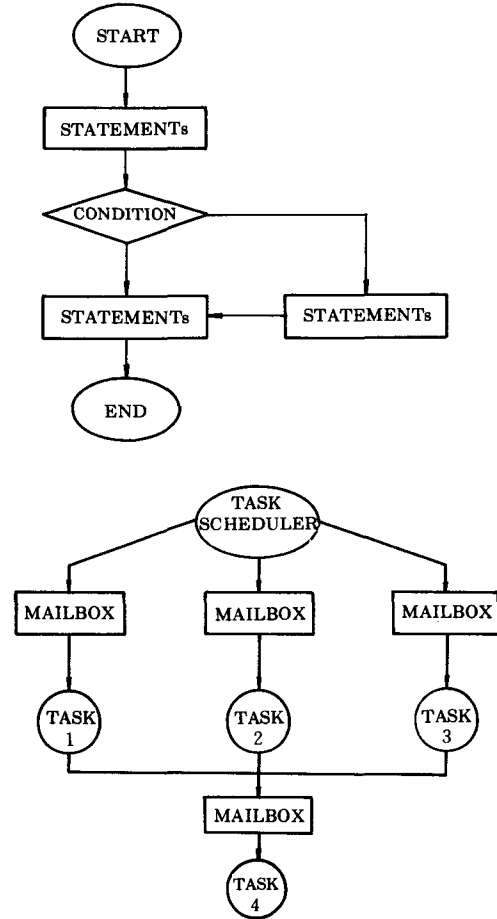 START
STATEMENTs
CONDITION
STATEMENTs
STATEMENTs
END
TASK
SCHEDULER
MAILBOX
MAILBOX
MAILBOX
TASK
1
TASK
2
TASK
3
MAILBOX
TASK
4